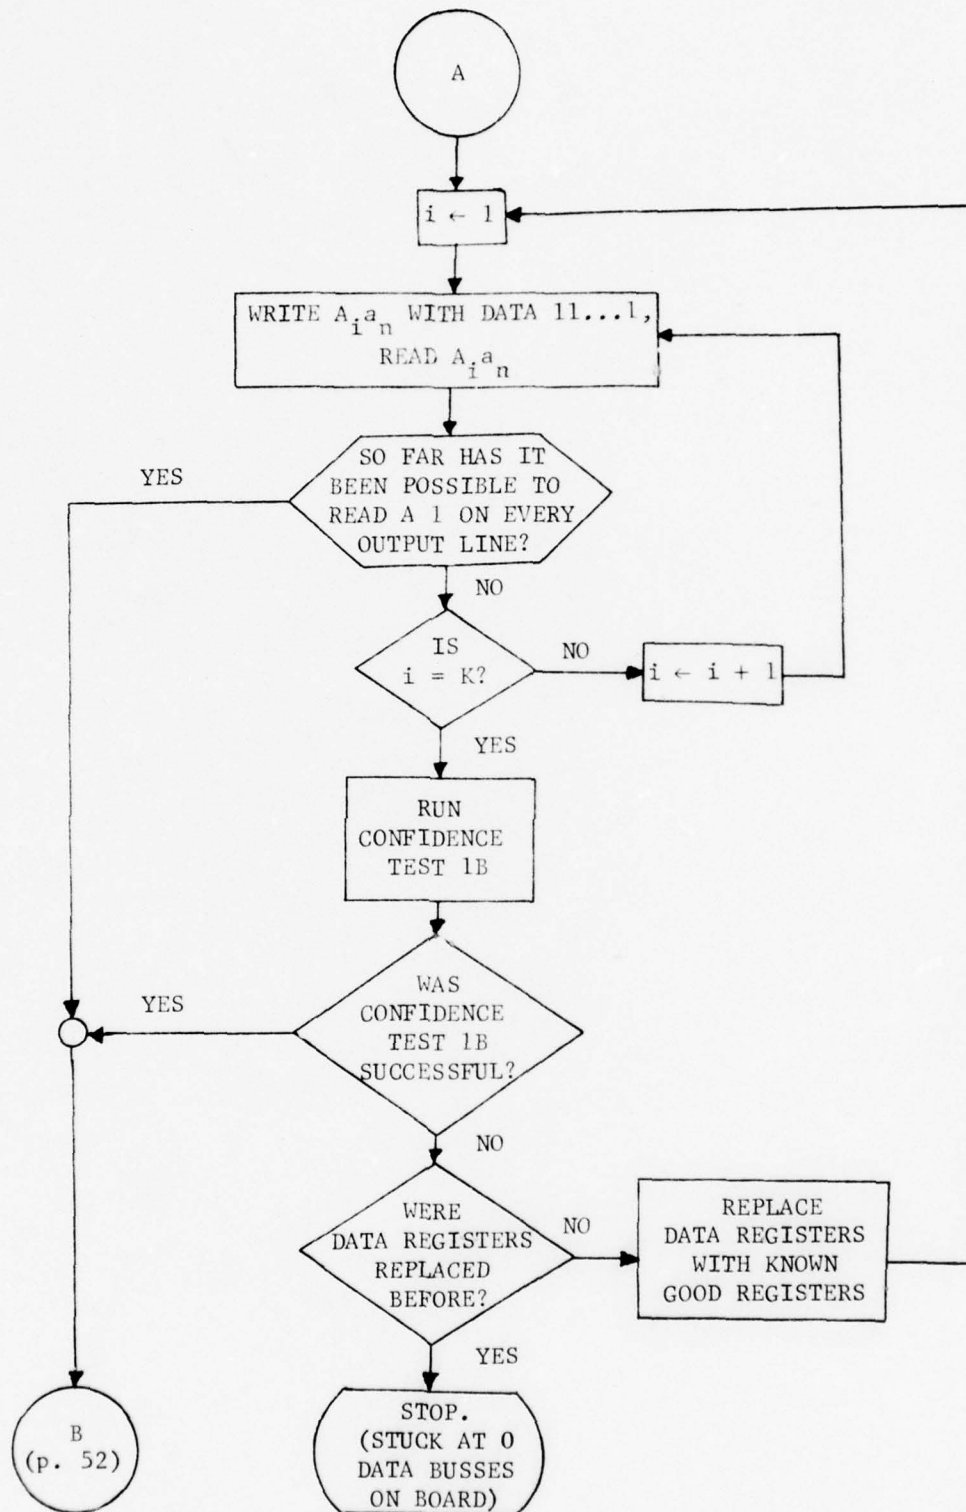 A
i ← 1
WRITE A_i a_n WITH DATA 11...1,
READ A_i a_n
SO FAR HAS IT
BEEN POSSIBLE TO
READ A 1 ON EVERY
OUTPUT LINE?
YES
NO
IS
i = K?
NO
i ← i + 1
YES
RUN
CONFIDENCE
TEST 1B
WAS
CONFIDENCE
TEST 1B
SUCCESSFUL?
YES
NO
WERE
DATA REGISTERS
REPLACED
BEFORE?
NO
REPLACE
DATA REGISTERS
WITH KNOWN
GOOD REGISTERS
YES
STOP.
(STUCK AT 0
DATA BUSSES
ON BOARD)
B
(p. 52)